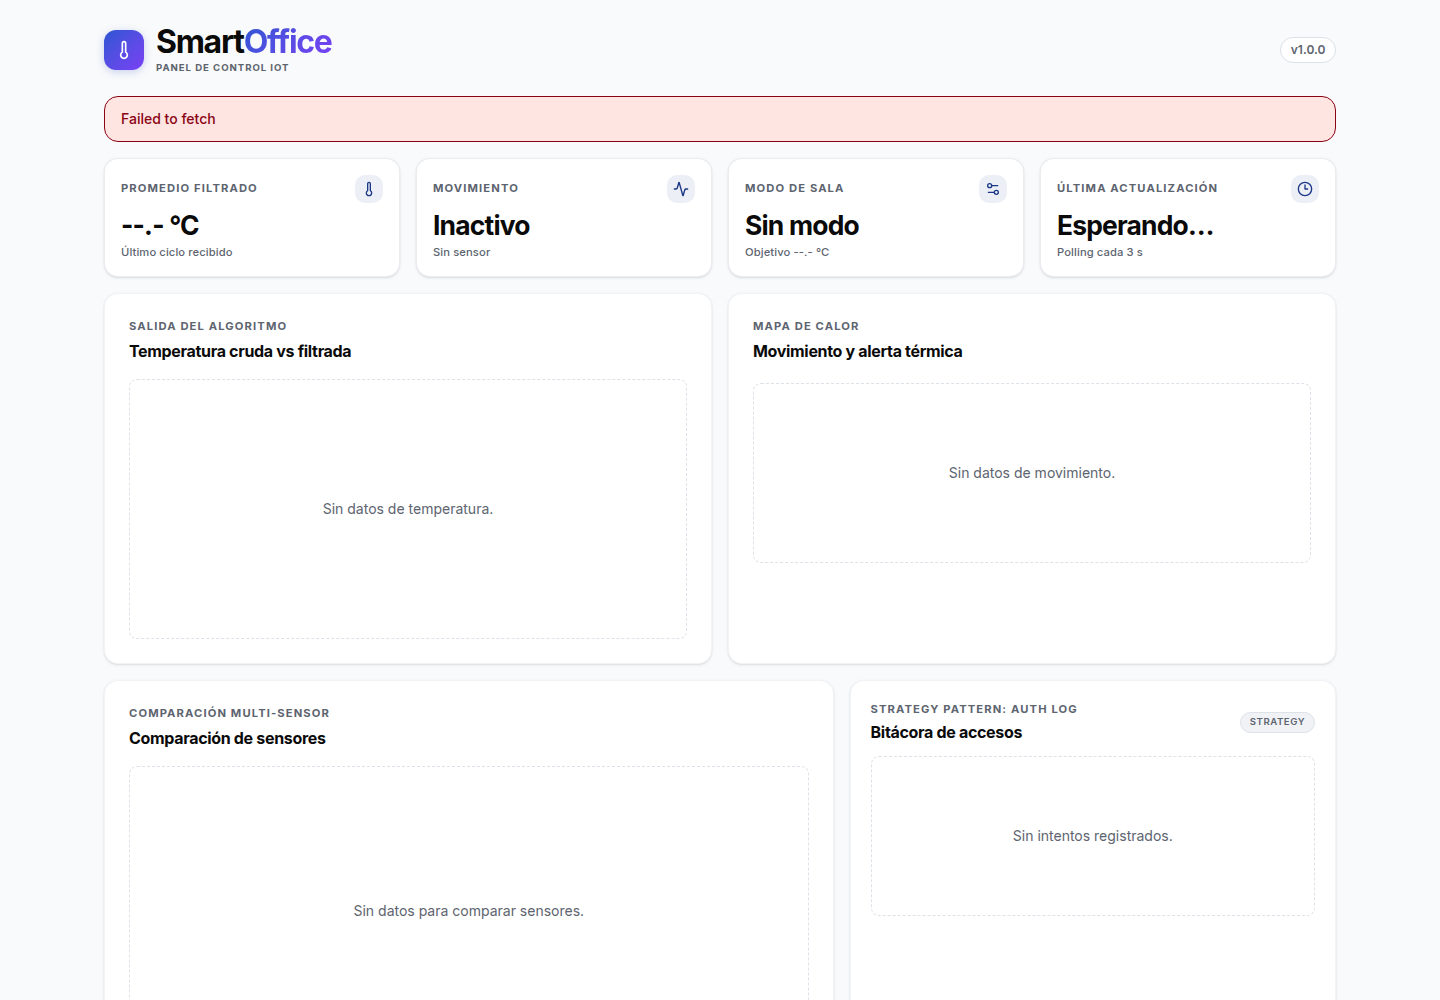 SmartOffice
PANEL DE CONTROL IOT
v1.0.0
Failed to fetch
PROMEDIO FILTRADO
--.- °C
Último ciclo recibido
MOVIMIENTO
Inactivo
Sin sensor
MODO DE SALA
Sin modo
Objetivo --.- °C
ÚLTIMA ACTUALIZACIÓN
Esperando...
Polling cada 3 s
SALIDA DEL ALGORITMO
Temperatura cruda vs filtrada
Sin datos de temperatura.
MAPA DE CALOR
Movimiento y alerta térmica
Sin datos de movimiento.
COMPARACIÓN MULTI-SENSOR
Comparación de sensores
Sin datos para comparar sensores.
STRATEGY PATTERN: AUTH LOG
Bitácora de accesos
STRATEGY
Sin intentos registrados.